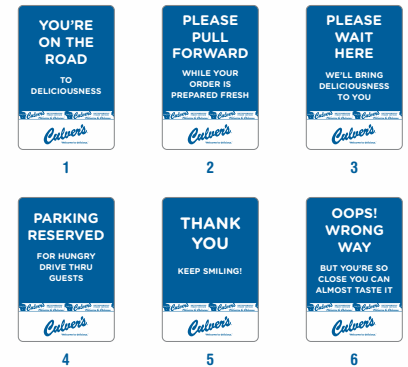 YOU'RE
ON THE
ROAD
TO
DELICIOUSNESS
Culver's
1
PLEASE
PULL
FORWARD
WHILE YOUR
ORDER IS
PREPARED FRESH
Culver's
2
PLEASE
WAIT
HERE
WE'LL BRING
DELICIOUSNESS
TO YOU
Culver's
3
PARKING
RESERVED
FOR HUNGRY
DRIVE THRU
GUESTS
Culver's
4
THANK
YOU
KEEP SMILING!
Culver's
5
OOPS!
WRONG
WAY
BUT YOU'RE SO
CLOSE YOU CAN
ALMOST TASTE IT
Culver's
6